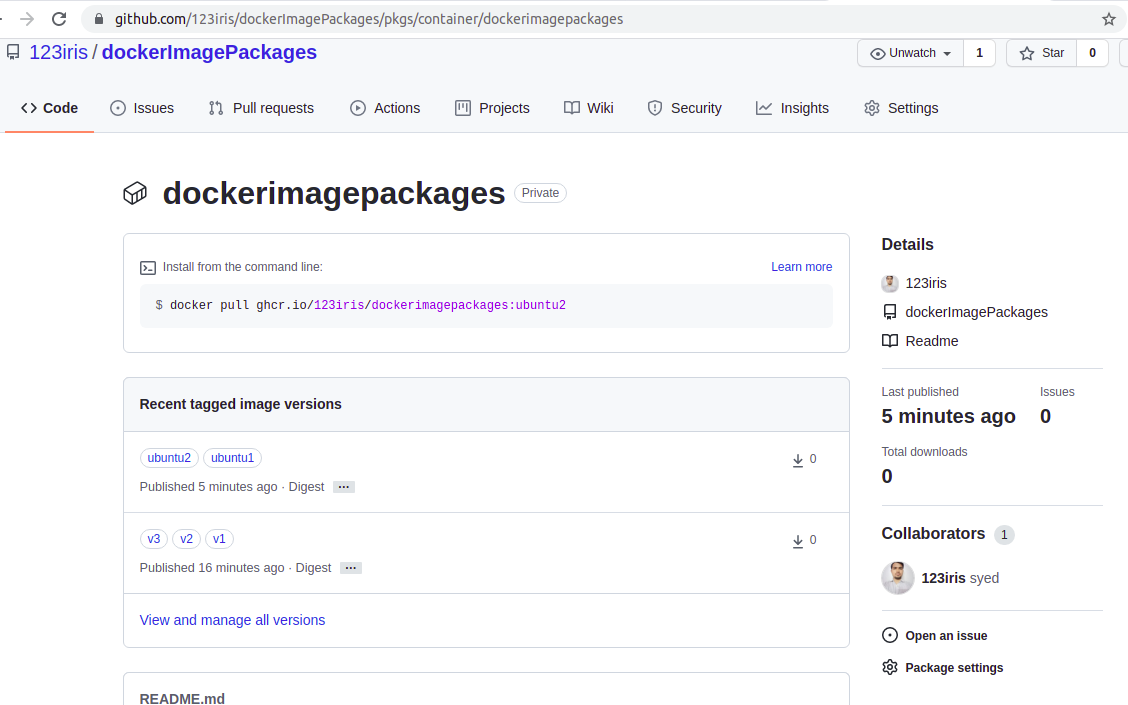 github.com/123iris/dockerImagePackages/pkgs/container/dockerimagepackages
123iris / dockerImagePackages
Unwatch 1 Star 0
Code Issues Pull requests Actions Projects Wiki Security Insights Settings
dockerimagepackages Private
Install from the command line: Learn more
$ docker pull ghcr.io/123iris/dockerimagepackages:ubuntu2
Recent tagged image versions
ubuntu2 ubuntu1
0
Published 5 minutes ago · Digest ...
v3 v2 v1
0
Published 16 minutes ago · Digest ...
View and manage all versions
README.md
Details
123iris
dockerImagePackages
Readme
Last published Issues
5 minutes ago 0
Total downloads
0
Collaborators 1
123iris syed
Open an issue
Package settings